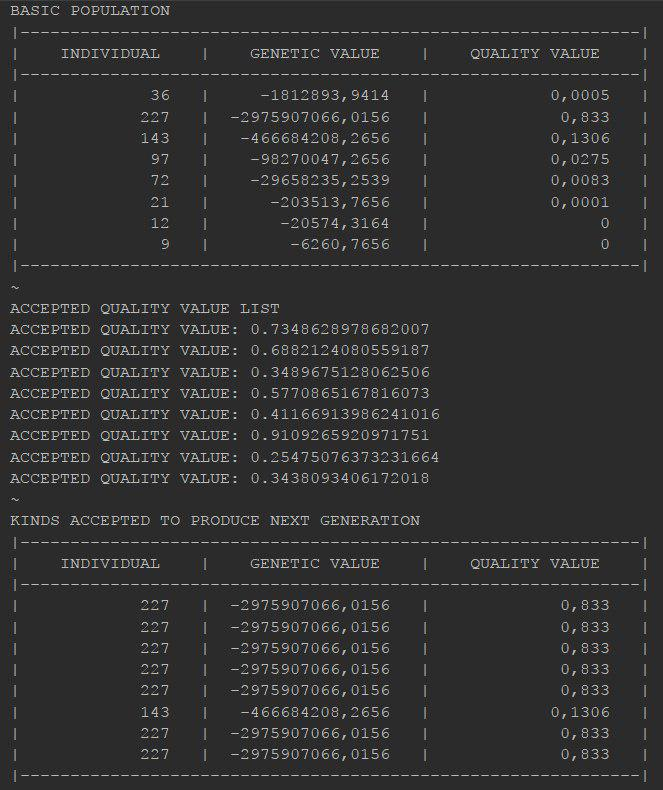 BASIC POPULATION
|--------------------------------------------------------------|
| INDIVIDUAL | GENETIC VALUE | QUALITY VALUE |
|--------------------------------------------------------------|
| 36 | -1812893,9414 | 0,0005 |
| 227 | -2975907066,0156 | 0,833 |
| 143 | -466684208,2656 | 0,1306 |
| 97 | -98270047,2656 | 0,0275 |
| 72 | -29658235,2539 | 0,0083 |
| 21 | -203513,7656 | 0,0001 |
| 12 | -20574,3164 | 0 |
| 9 | -6260,7656 | 0 |
|--------------------------------------------------------------|
~
ACCEPTED QUALITY VALUE LIST
ACCEPTED QUALITY VALUE: 0.7348628978682007
ACCEPTED QUALITY VALUE: 0.6882124080559187
ACCEPTED QUALITY VALUE: 0.3489675128062506
ACCEPTED QUALITY VALUE: 0.5770865167816073
ACCEPTED QUALITY VALUE: 0.41166913986241016
ACCEPTED QUALITY VALUE: 0.9109265920971751
ACCEPTED QUALITY VALUE: 0.25475076373231664
ACCEPTED QUALITY VALUE: 0.3438093406172018
~
KINDS ACCEPTED TO PRODUCE NEXT GENERATION
|--------------------------------------------------------------|
| INDIVIDUAL | GENETIC VALUE | QUALITY VALUE |
|--------------------------------------------------------------|
| 227 | -2975907066,0156 | 0,833 |
| 227 | -2975907066,0156 | 0,833 |
| 227 | -2975907066,0156 | 0,833 |
| 227 | -2975907066,0156 | 0,833 |
| 227 | -2975907066,0156 | 0,833 |
| 143 | -466684208,2656 | 0,1306 |
| 227 | -2975907066,0156 | 0,833 |
| 227 | -2975907066,0156 | 0,833 |
|--------------------------------------------------------------|